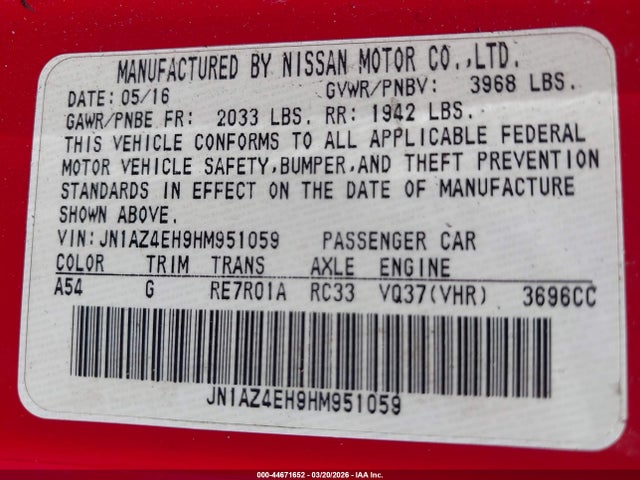 MANUFACTURED BY NISSAN MOTOR CO.,LTD.
DATE: 05/16 GVWR/PNBV: 3968 LBS.
GAWR/PNBE FR: 2033 LBS. RR: 1942 LBS.
THIS VEHICLE CONFORMS TO ALL APPLICABLE FEDERAL
MOTOR VEHICLE SAFETY,BUMPER,AND THEFT PREVENTION
STANDARDS IN EFFECT ON THE DATE OF MANUFACTURE
SHOWN ABOVE.
VIN:JN1AZ4EH9HM951059 PASSENGER CAR
COLOR TRIM TRANS AXLE ENGINE
A54 G RE7R01A RC33 VQ37(VHR) 3696CC
JN1AZ4EH9HM951059
000-44671652 | 03/20/2026 | IAA Inc.